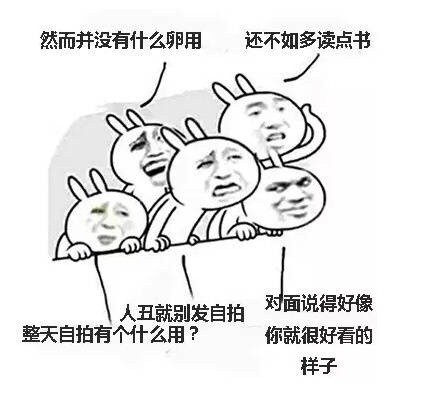 然而并没有什么卵用
还不如多读点书
整天自拍有个什么用？
人丑就别发自拍
对面说得好像
你就很好看的
样子